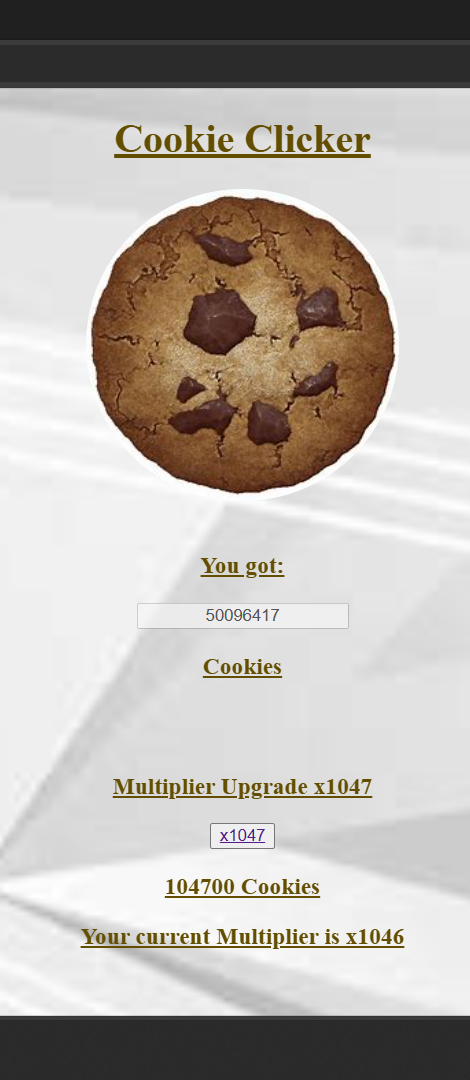 Cookie Clicker
You got:
50096417
Cookies
Multiplier Upgrade x1047
x1047
104700 Cookies
Your current Multiplier is x1046